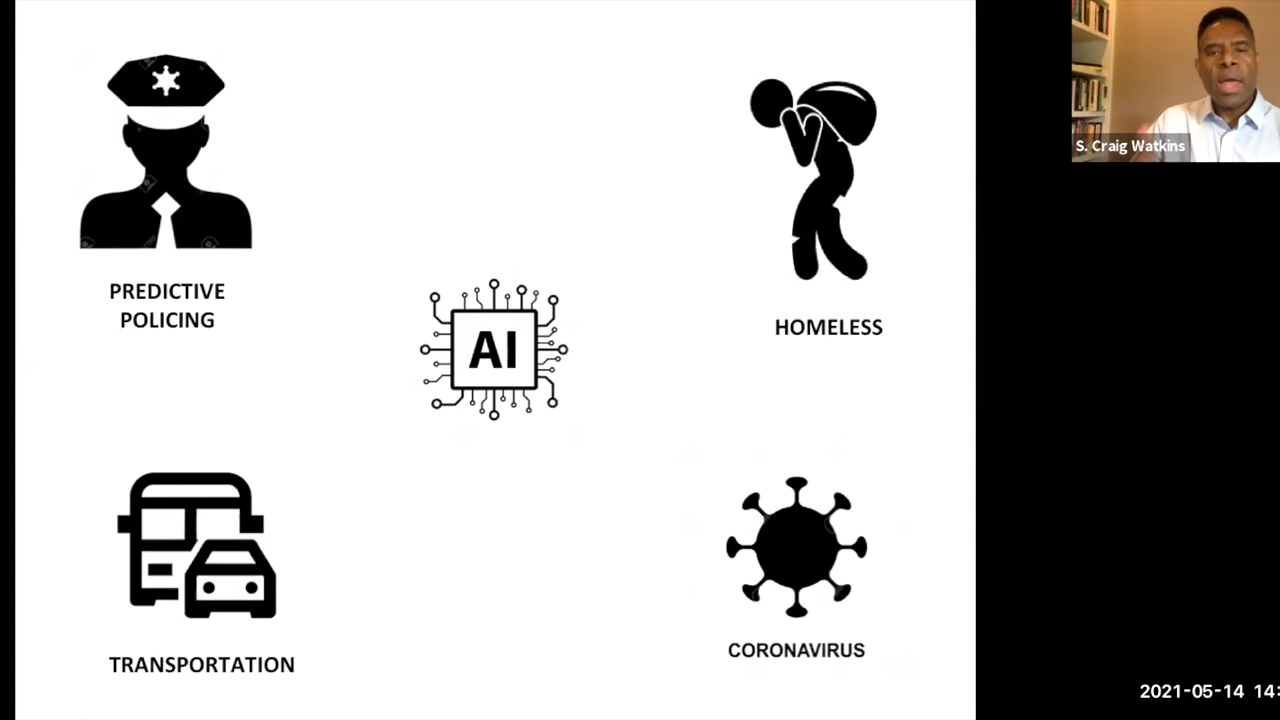 S. Craig Watkins
PREDICTIVE
POLICING
HOMELESS
AI
TRANSPORTATION
CORONAVIRUS
2021-05-14 14: